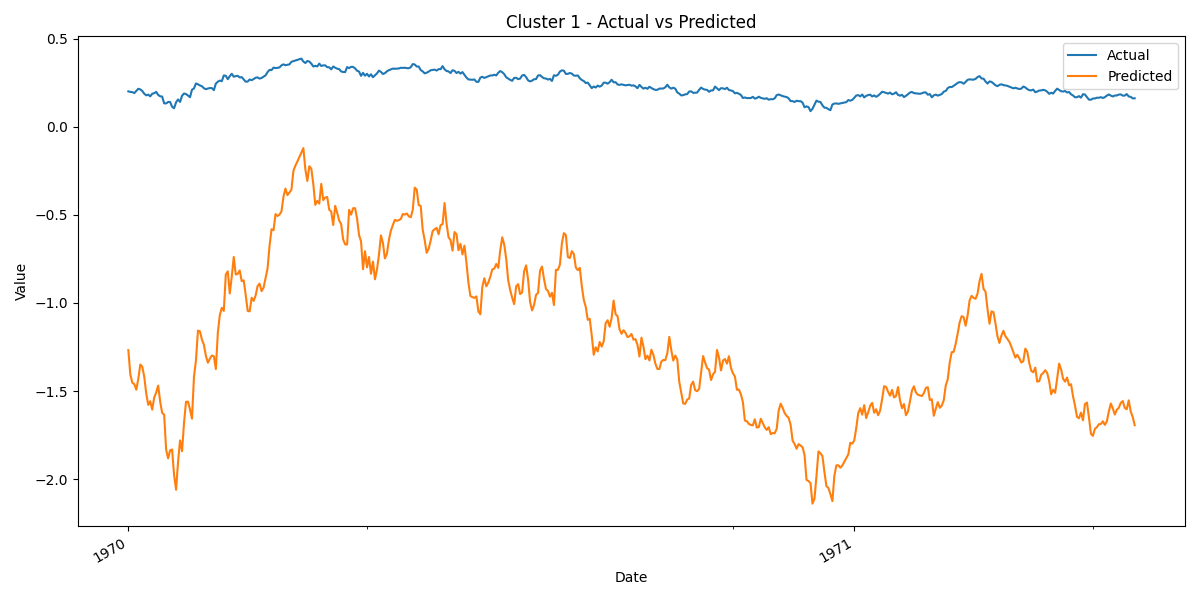 Cluster 1 - Actual vs Predicted
Actual
Predicted
0.5
0.0
−0.5
−1.0
−1.5
−2.0
Value
1970
1971
Date